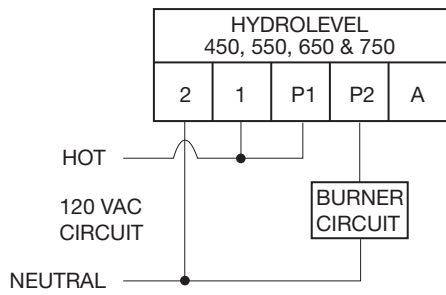 HYDROLEVEL
450, 550, 650 & 750
2 1 P1 P2 A
HOT
120 VAC
CIRCUIT
BURNER
CIRCUIT
NEUTRAL